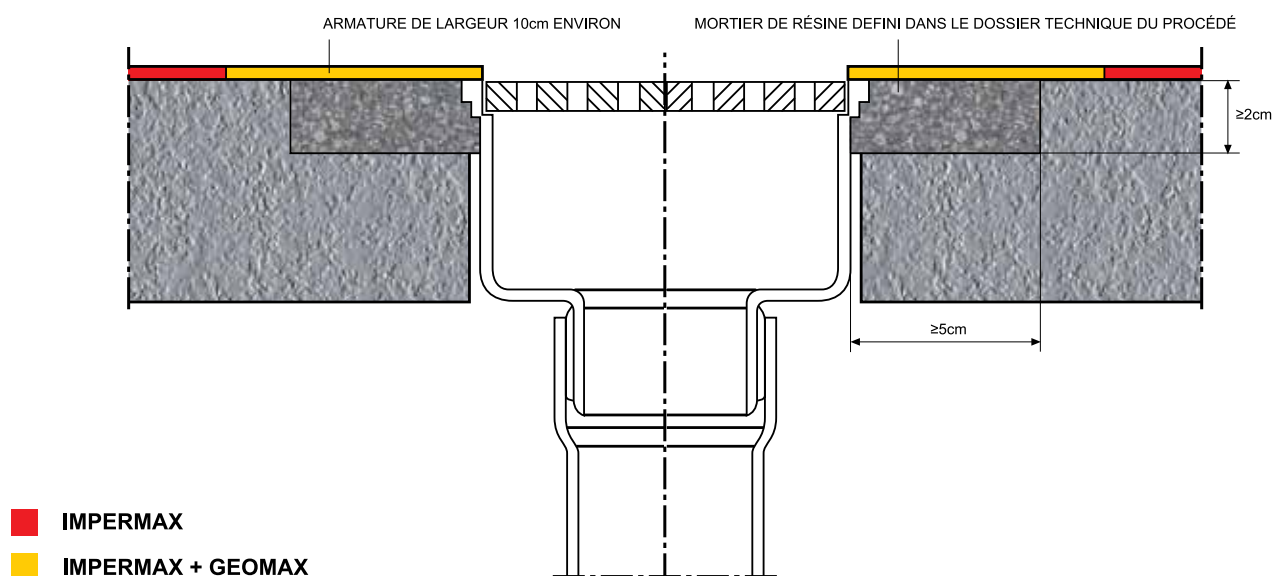 ARMATURE DE LARGEUR 10cm ENVIRON
MORTIER DE RÉSINE DEFINI DANS LE DOSSIER TECHNIQUE DU PROCÉDÉ
≥2cm
≥5cm
IMPERMAX
IMPERMAX + GEOMAX